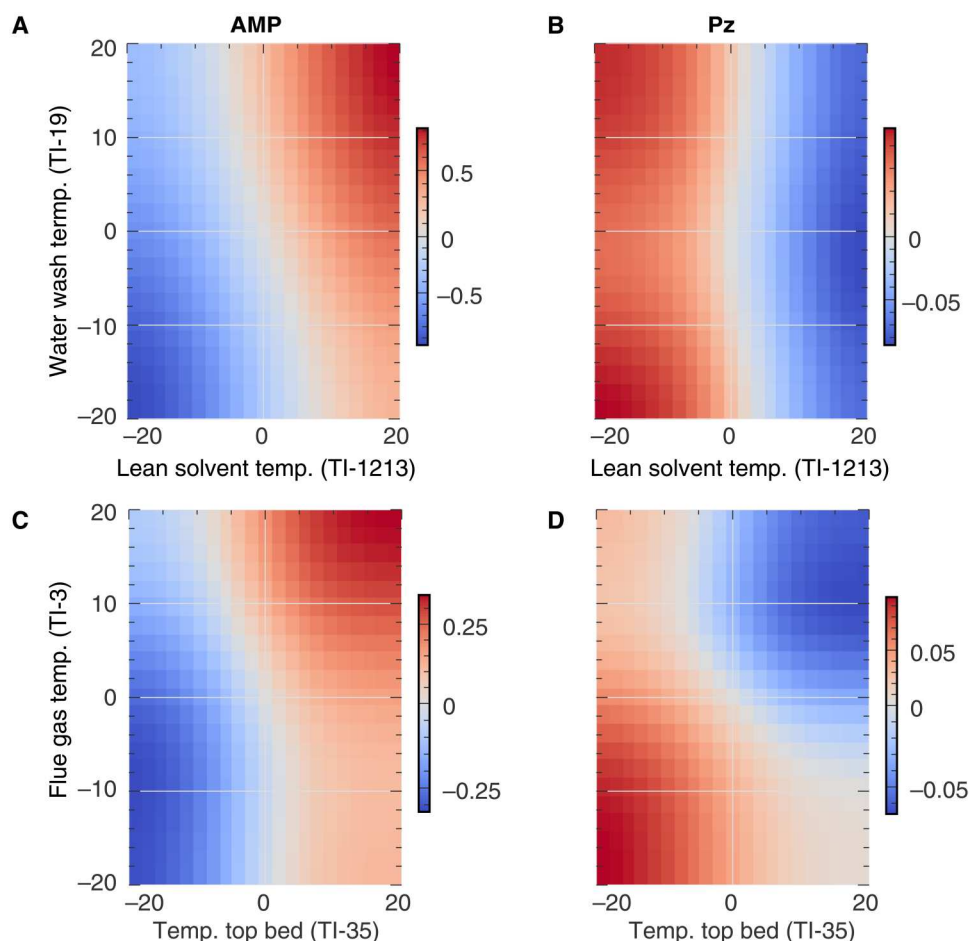 A
AMP
B
Pz
20
10
0
−10
−20
Water wash termp. (TI-19)
0.5
0
−0.5
0
−0.05
−20 0 20
−20 0 20
Lean solvent temp. (TI-1213)
Lean solvent temp. (TI-1213)
C
D
20
10
0
−10
−20
Flue gas temp. (TI-3)
0.25
0
−0.25
0.05
0
−0.05
−20 0 20
−20 0 20
Temp. top bed (TI-35)
Temp. top bed (TI-35)